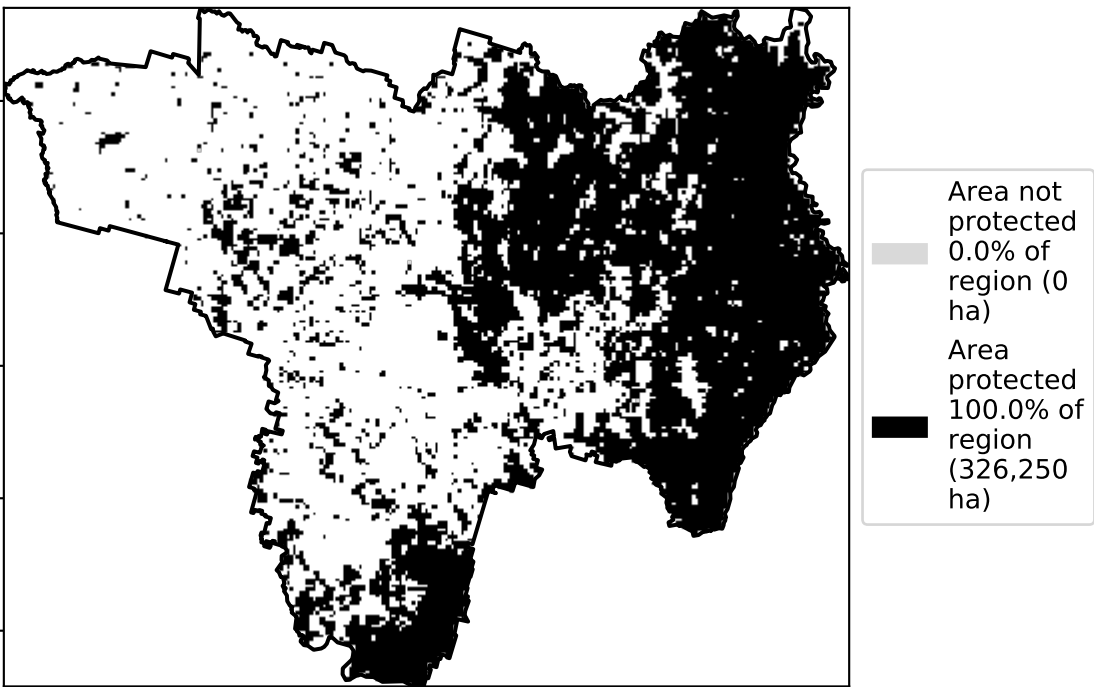 Area not
protected
0.0% of
region (0
ha)
Area
protected
100.0% of
region
(326,250
ha)